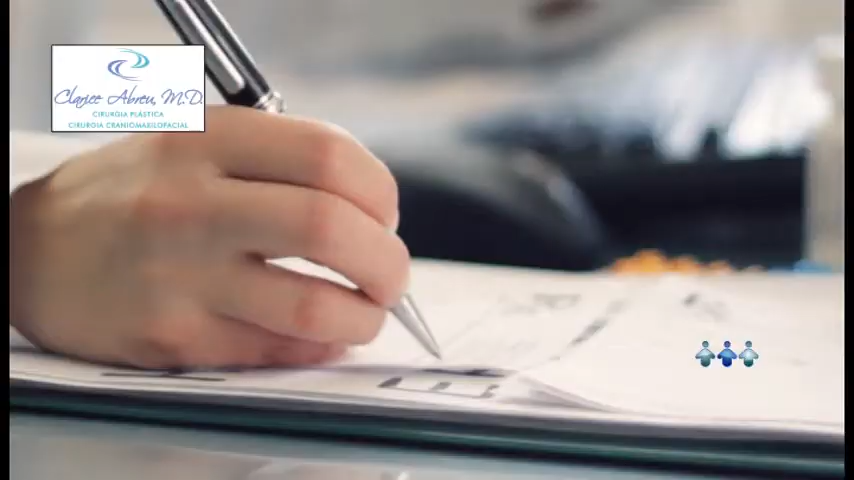 Clarice Abreu, M.D.
CIRURGIA PLÁSTICA
CIRURGIA CRANIOMAXILOFACIAL